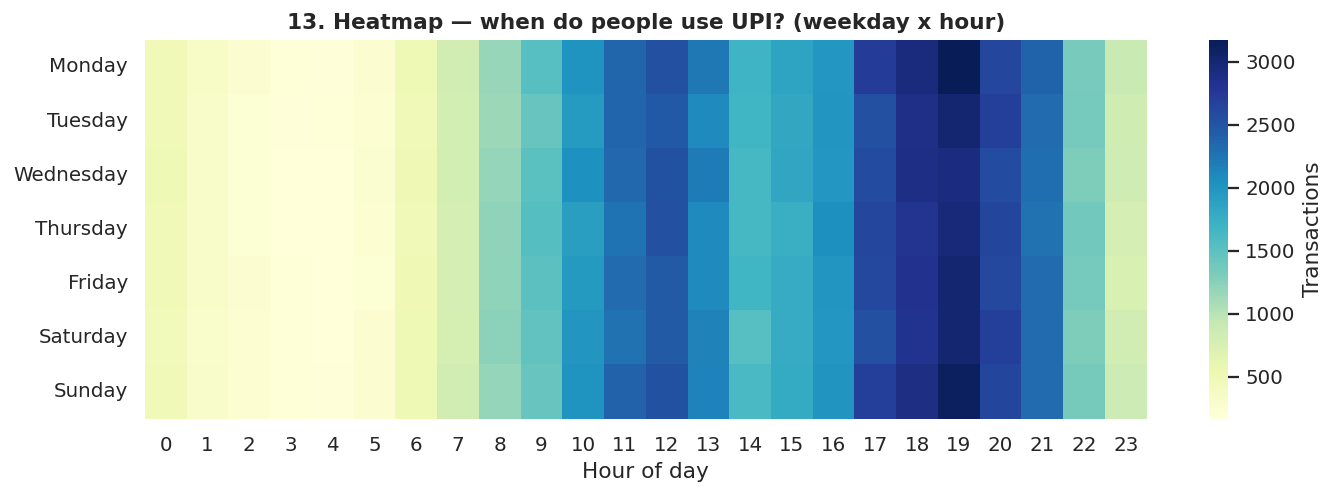 13. Heatmap — when do people use UPI? (weekday x hour)
Monday
Tuesday
Wednesday
Thursday
Friday
Saturday
Sunday
0 1 2 3 4 5 6 7 8 9 10 11 12 13 14 15 16 17 18 19 20 21 22 23
Hour of day
3000
2500
2000
1500
1000
500
Transactions